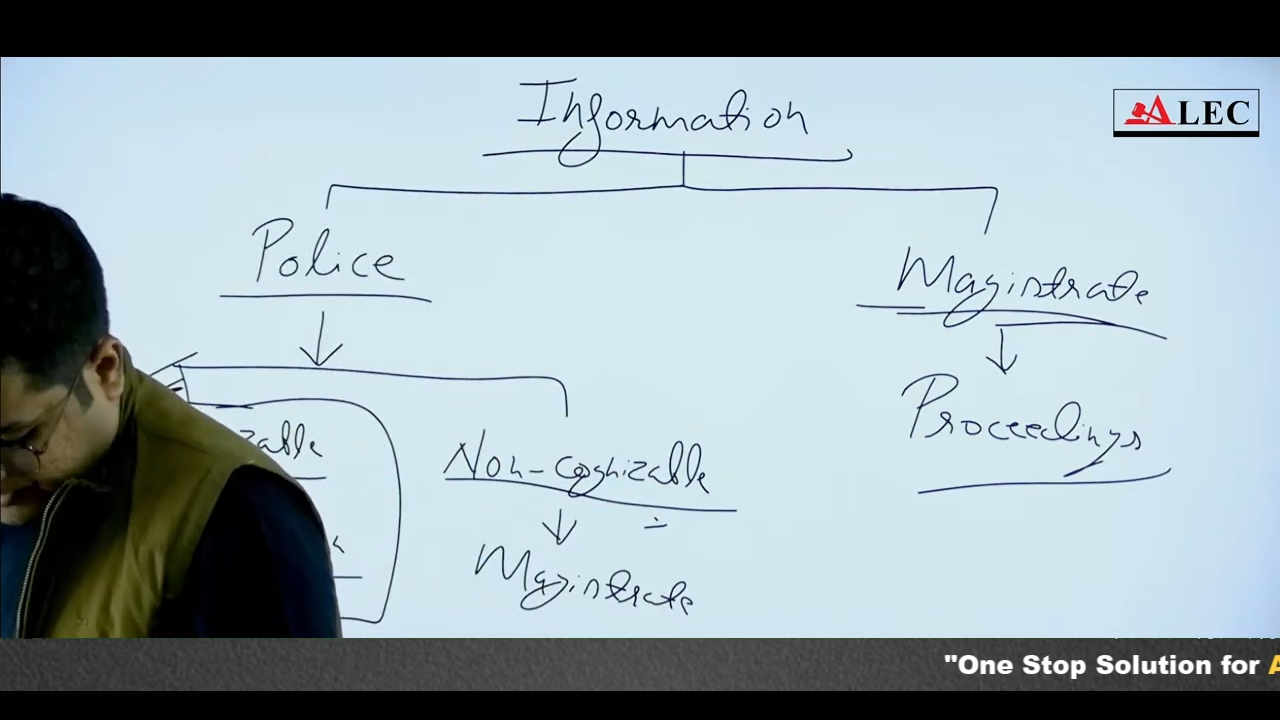 Information
ALEC
Police
Magistrate
Proceedings
zable
Non-cognizable
Magistrate
"One Stop Solution for A